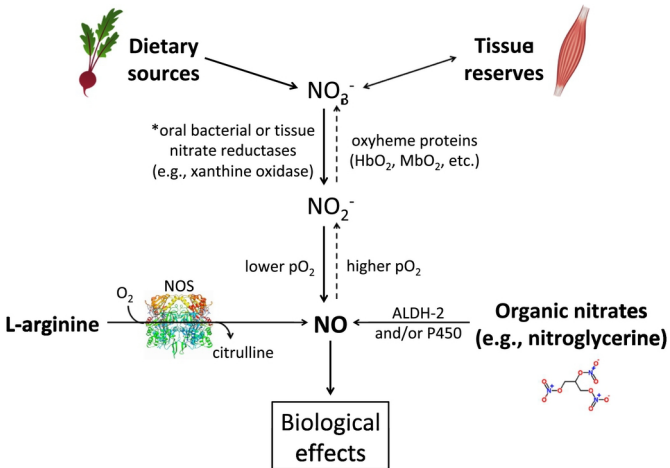 Dietary
sources
Tissue
reserves
NO3-
*oral bacterial or tissue
nitrate reductases
(e.g., xanthine oxidase)
oxyheme proteins
(HbO2, MbO2, etc.)
NO2-
lower pO2
higher pO2
O2
NOS
L-arginine
citrulline
NO
ALDH-2
and/or P450
Organic nitrates
(e.g., nitroglycerine)
Biological
effects